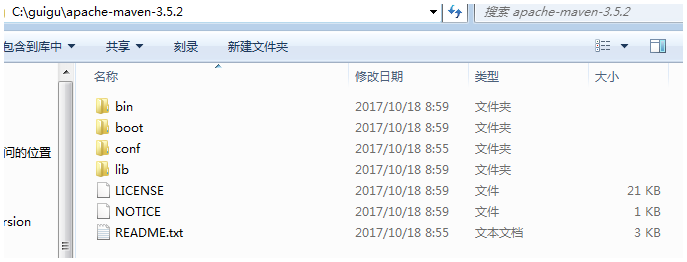 C:\guigu\apache-maven-3.5.2 搜索 apache-maven-3.5.2
包含到库中 共享 刻录 新建文件夹
名称 修改日期 类型 大小
bin 2017/10/18 8:59 文件夹
boot 2017/10/18 8:59 文件夹
conf 2017/10/18 8:55 文件夹
问的位置
lib 2017/10/18 8:59 文件夹
LICENSE 2017/10/18 8:59 文件 21 KB
NOTICE 2017/10/18 8:59 文件 1 KB
rsion
README.txt 2017/10/18 8:55 文本文档 3 KB